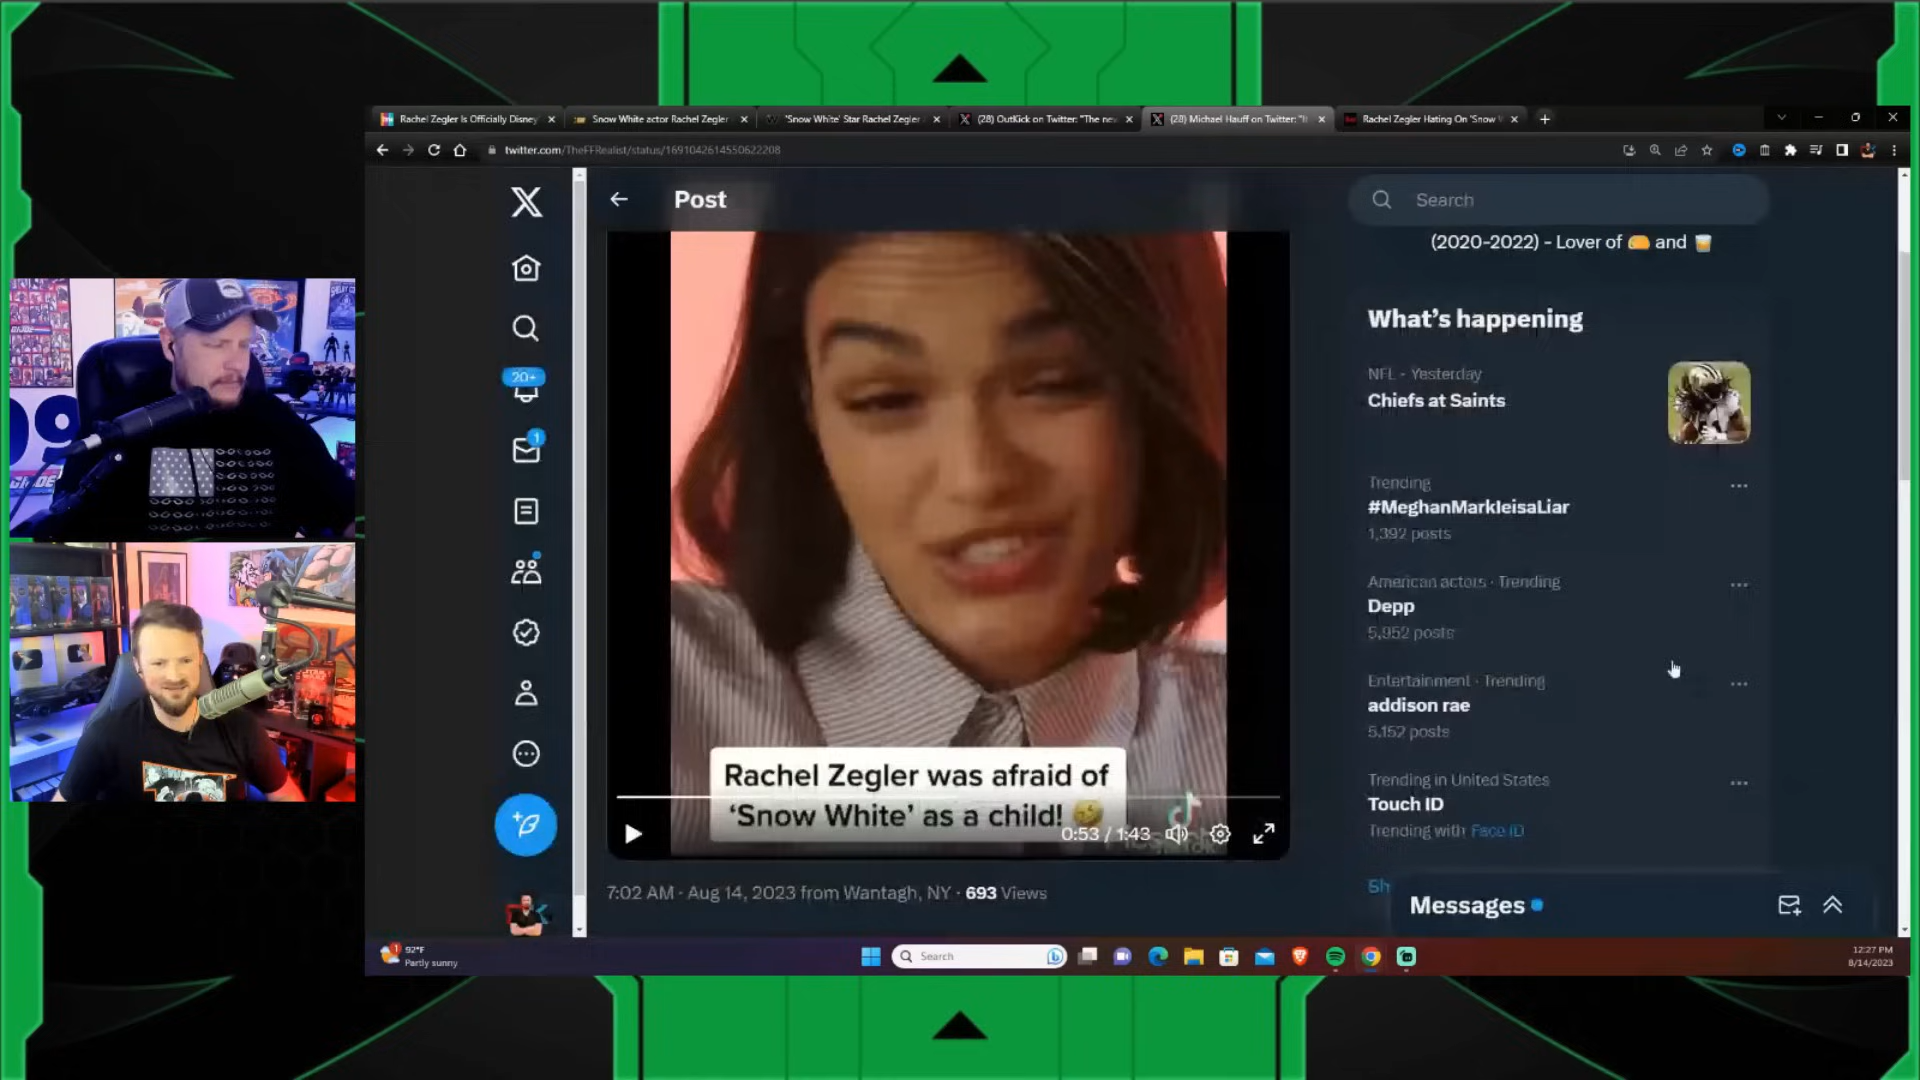 Rachel Zegler Is Officially Disney
Snow White actor Rachel Zegler
'Snow White' Star Rachel Zegler
(28) OutKick on Twitter: "The ne
(28) Michael Hauff on Twitter: "
Rachel Zegler Hating On 'Snow
twitter.com/TheFFRealist/status/1691042614550622208
Post
Search
(2020-2022) - Lover of 🌮 and 🥃
What's happening
NFL · Yesterday
Chiefs at Saints
Trending
#MeghanMarkleisaLiar
1,392 posts
American actors · Trending
Depp
5,952 posts
Entertainment · Trending
addison rae
5,152 posts
Trending in United States
Touch ID
Trending with Face ID
Sh
Messages
20+
1
Rachel Zegler was afraid of
'Snow White' as a child! 🤣
0:53 / 1:43
7:02 AM · Aug 14, 2023 from Wantagh, NY · 693 Views
1
92°F
Partly sunny
Search
12:27 PM
8/14/2023